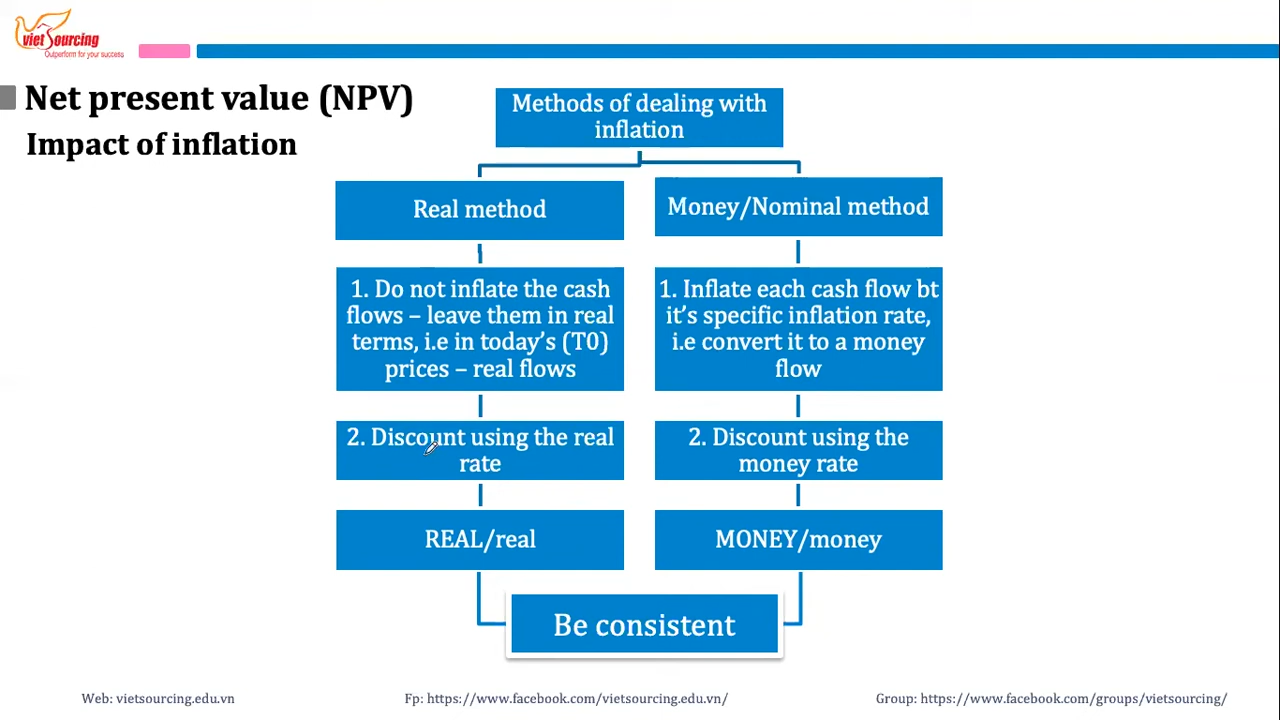 vietSourcing
Outperform for your success
Net present value (NPV)
Impact of inflation
Methods of dealing with
inflation
Real method
1. Do not inflate the cash
flows – leave them in real
terms, i.e in today's (T0)
prices – real flows
2. Discount using the real
rate
REAL/real
Money/Nominal method
1. Inflate each cash flow bt
it's specific inflation rate,
i.e convert it to a money
flow
2. Discount using the
money rate
MONEY/money
Be consistent
Web: vietsourcing.edu.vn
Fp: https://www.facebook.com/vietsourcing.edu.vn/
Group: https://www.facebook.com/groups/vietsourcing/